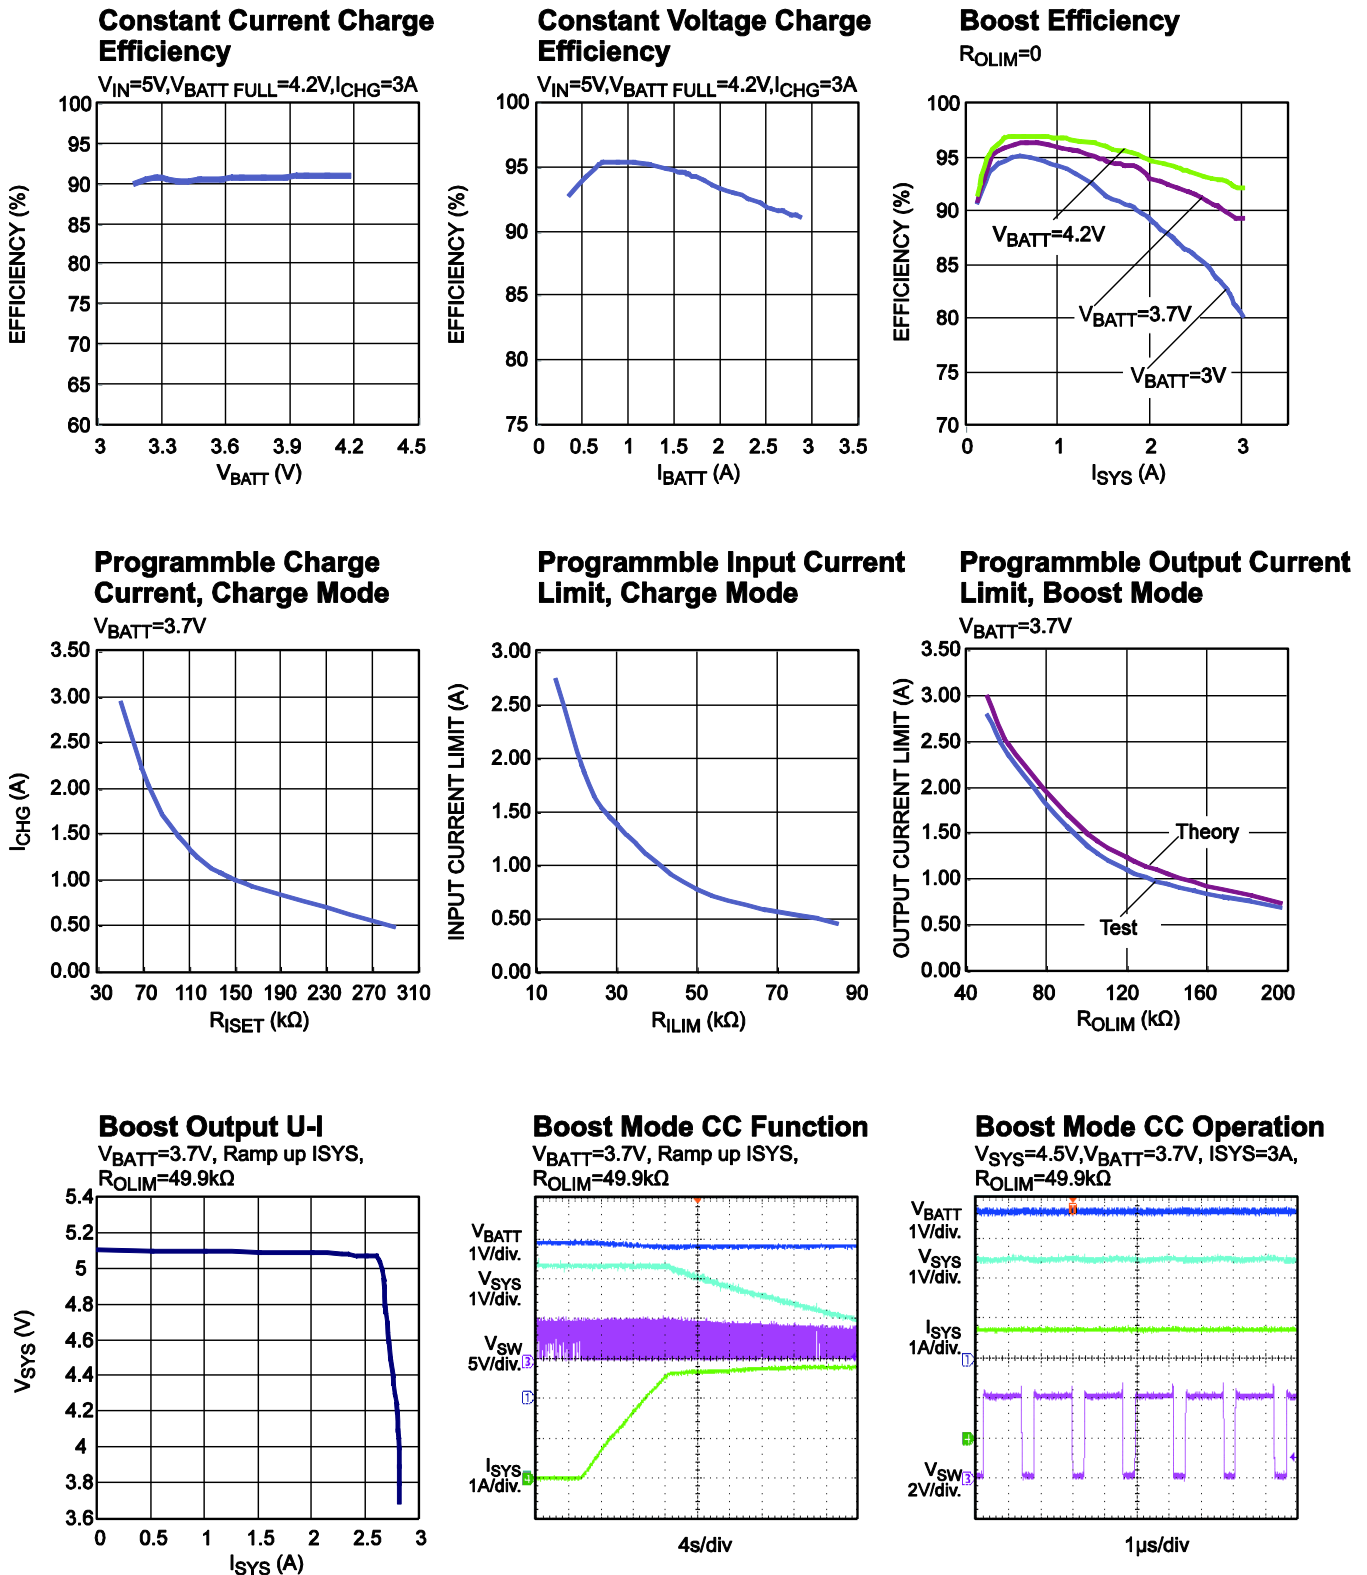 Constant Current Charge
Efficiency
VIN=5V,VBATT FULL=4.2V,ICHG=3A
100
95
90
85
80
75
70
65
60
EFFICIENCY (%)
3 3.3 3.6 3.9 4.2 4.5
VBATT (V)
Constant Voltage Charge
Efficiency
VIN=5V,VBATT FULL=4.2V,ICHG=3A
100
95
90
85
80
75
EFFICIENCY (%)
0 0.5 1 1.5 2 2.5 3 3.5
IBATT (A)
Boost Efficiency
ROLIM=0
100
95
90
85
80
75
70
EFFICIENCY (%)
VBATT=4.2V
VBATT=3.7V
VBATT=3V
0 1 2 3
ISYS (A)
Programmble Charge
Current, Charge Mode
VBATT=3.7V
3.50
3.00
2.50
2.00
1.50
1.00
0.50
0.00
ICHG (A)
30 70 110 150 190 230 270 310
RISET (kΩ)
Programmble Input Current
Limit, Charge Mode
3.00
2.50
2.00
1.50
1.00
0.50
0.00
INPUT CURRENT LIMIT (A)
10 30 50 70 90
RILIM (kΩ)
Programmble Output Current
Limit, Boost Mode
VBATT=3.7V
3.50
3.00
2.50
2.00
1.50
1.00
0.50
0.00
OUTPUT CURRENT LIMIT (A)
Theory
Test
40 80 120 160 200
ROLIM (kΩ)
Boost Output U-I
VBATT=3.7V, Ramp up ISYS,
ROLIM=49.9kΩ
5.4
5.2
5
4.8
4.6
4.4
4.2
4
3.8
3.6
VSYS (V)
0 0.5 1 1.5 2 2.5 3
ISYS (A)
Boost Mode CC Function
VBATT=3.7V, Ramp up ISYS,
ROLIM=49.9kΩ
VBATT
1V/div.
VSYS
1V/div.
VSW
5V/div.
3
1
ISYS
1A/div.
4
4s/div
Boost Mode CC Operation
VSYS=4.5V,VBATT=3.7V, ISYS=3A,
ROLIM=49.9kΩ
VBATT
1V/div.
VSYS
1V/div.
ISYS
1A/div.
1
4
VSW
2V/div.
3
1µs/div